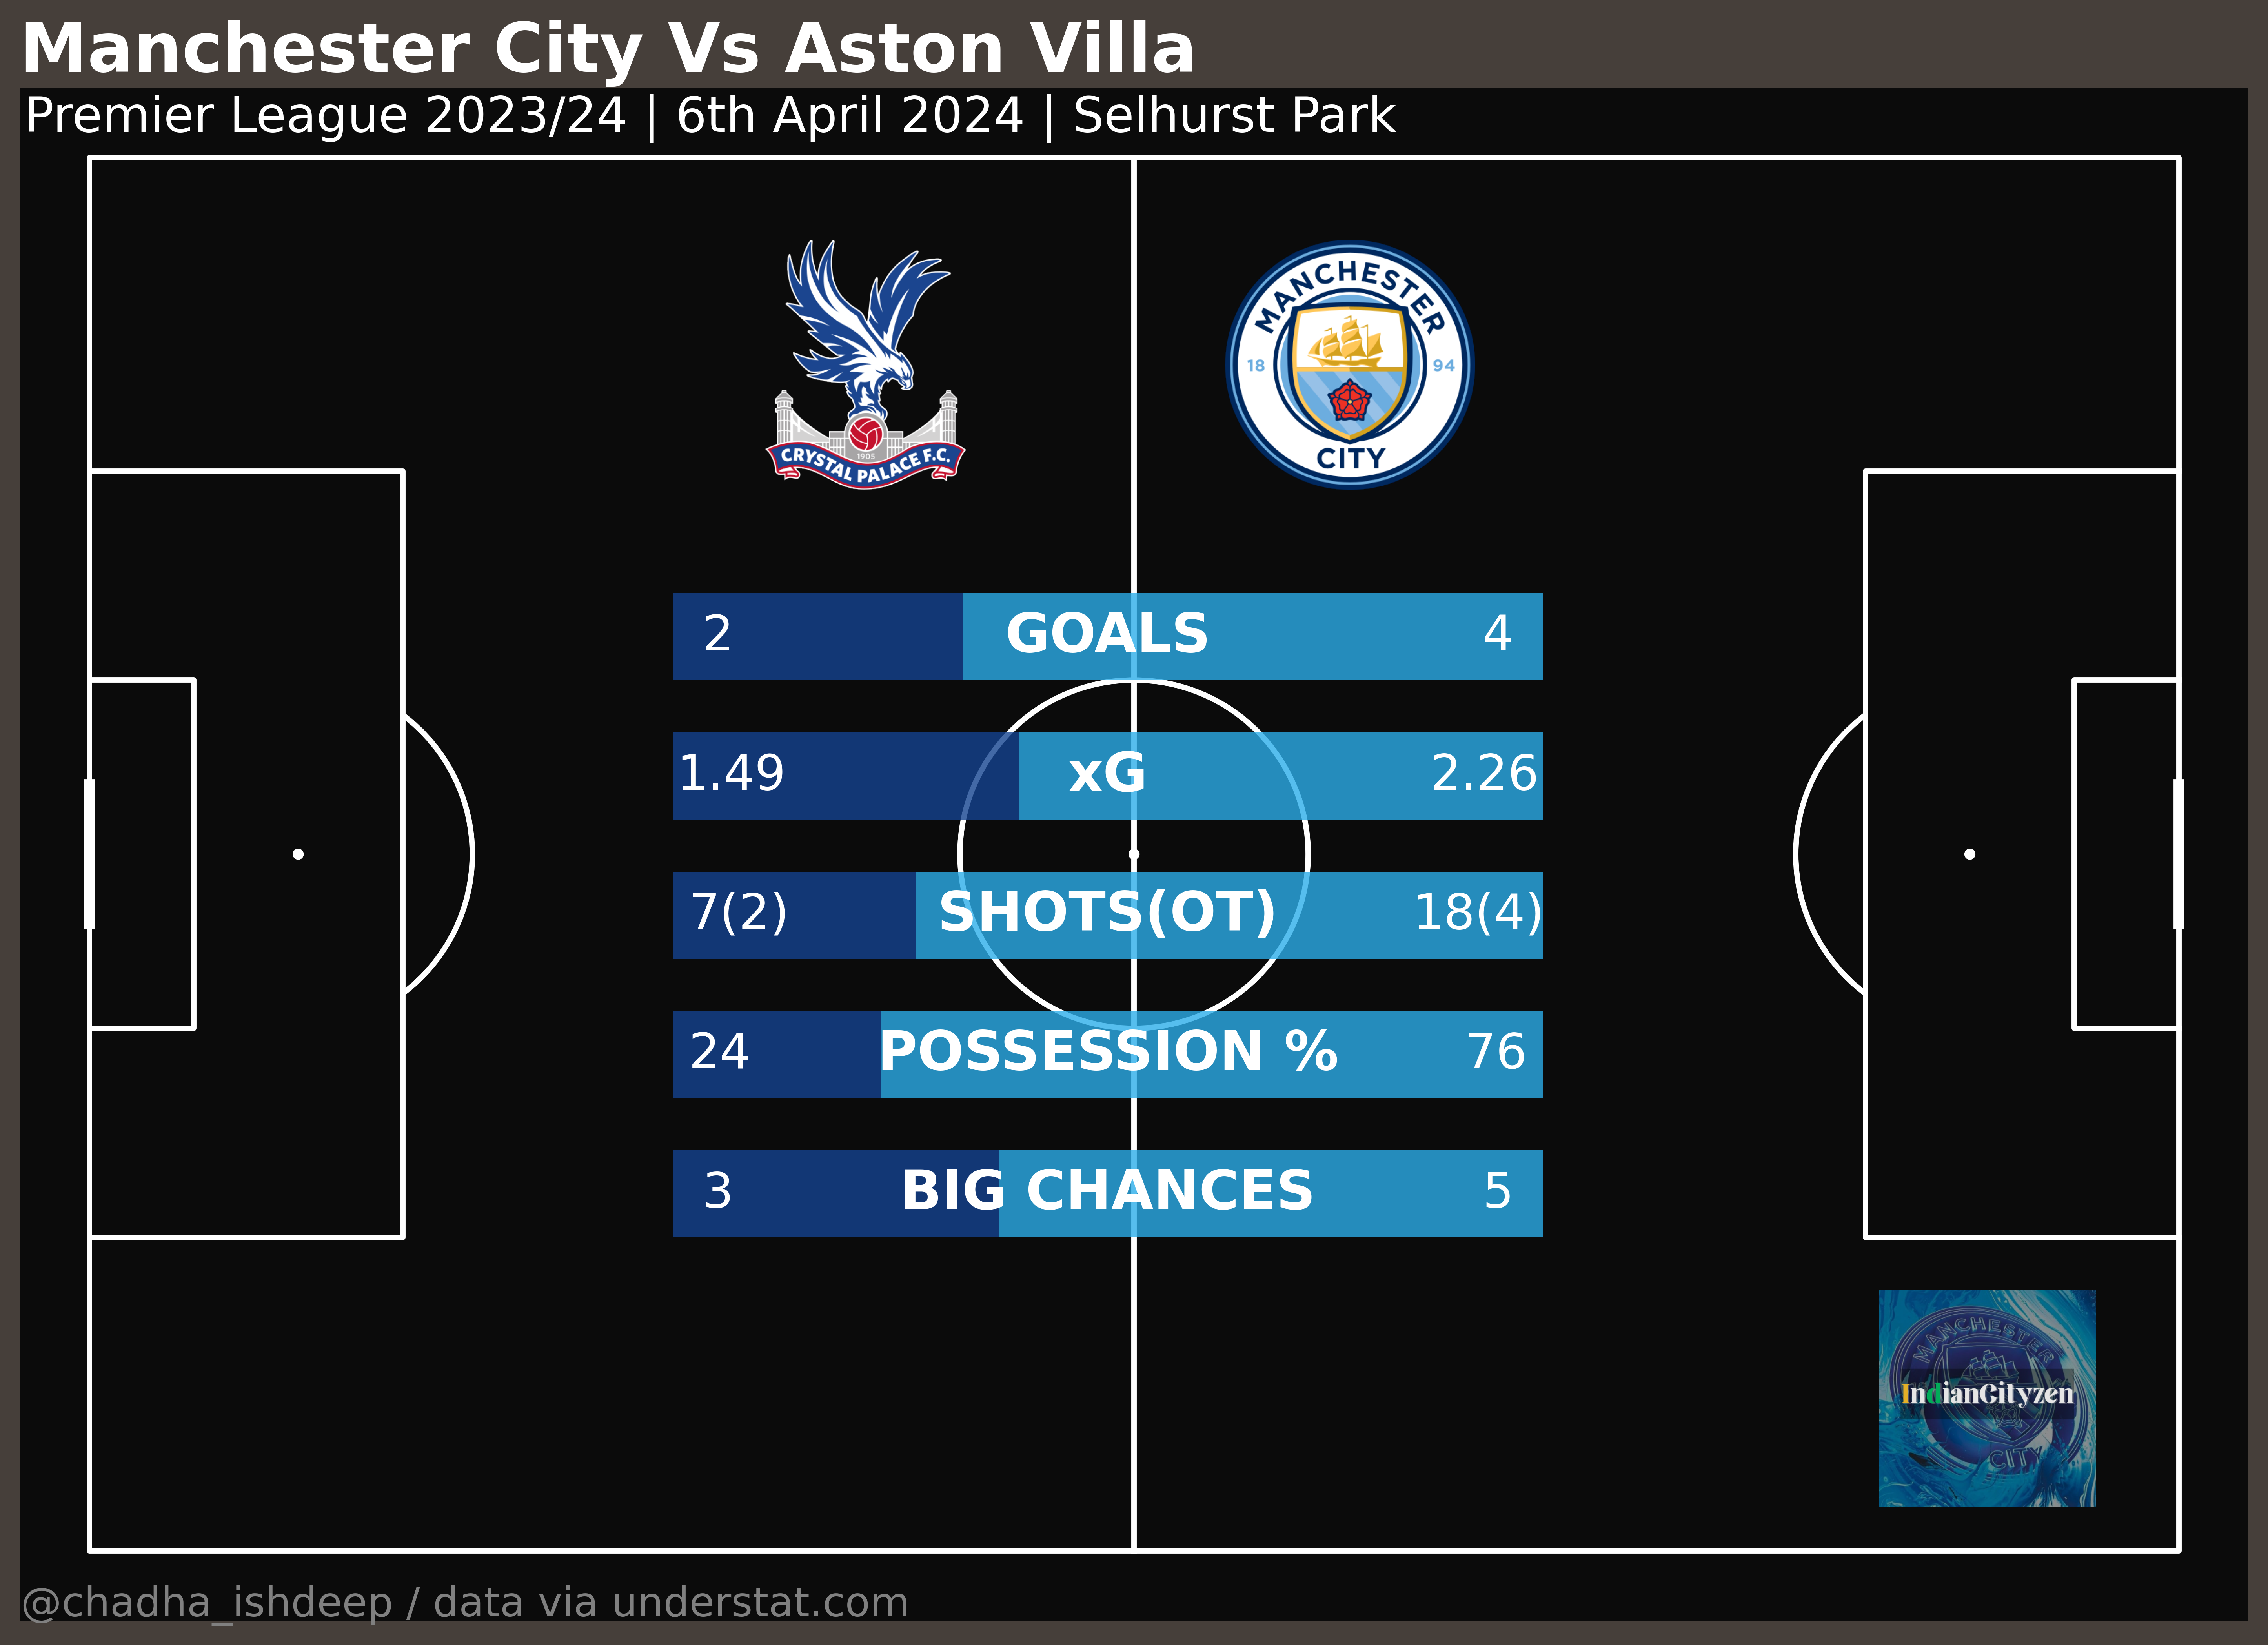 Manchester City Vs Aston Villa
Premier League 2023/24 | 6th April 2024 | Selhurst Park
1905
CRYSTAL PALACE F.C.
MANCHESTER
18 94
CITY
2 GOALS 4
1.49 xG 2.26
7(2) SHOTS(OT) 18(4)
24 POSSESSION % 76
3 BIG CHANCES 5
MANCHESTER
IndianCityzen
CITY
@chadha_ishdeep / data via understat.com